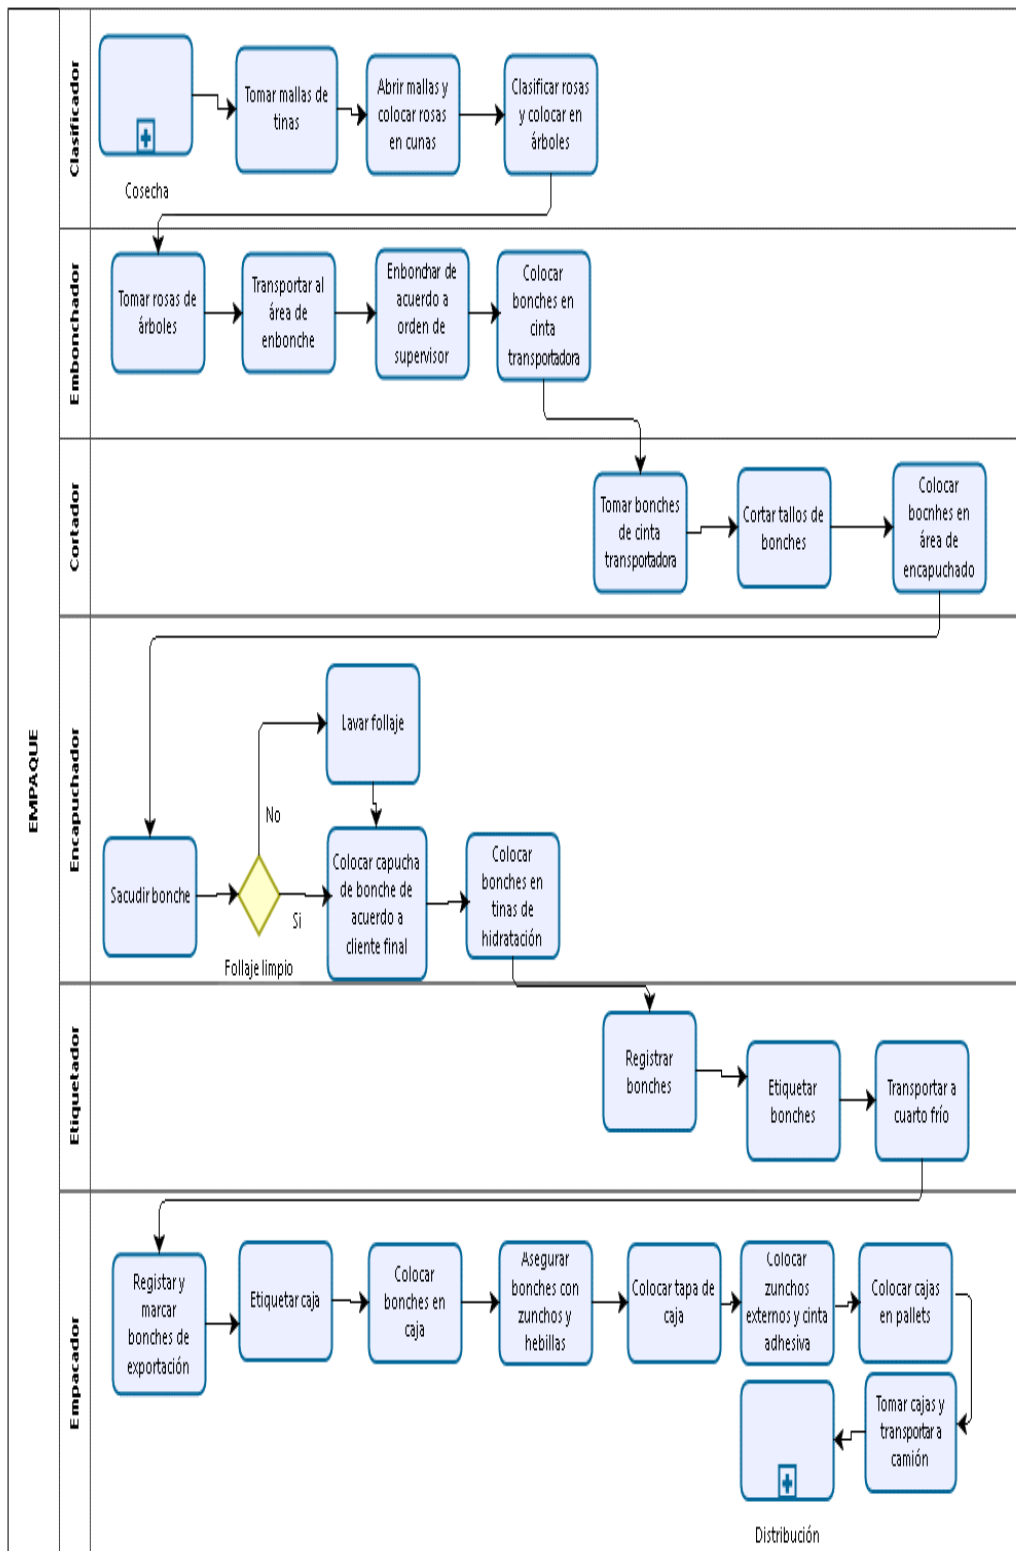 EMPAQUE
Clasificador
Cosecha
Tomar mallas de
tinas
Abrir mallas y
colocar rosas
en cunas
Clasificar rosas
y colocar en
árboles
Embonchador
Tomar rosas de
árboles
Transportar al
área de
enbonche
Enbonchar de
acuerdo a
orden de
supervisor
Colocar
bonches en
cinta
transportadora
Cortador
Tomar bonches
de cinta
transportadora
Cortar tallos de
bonches
Colocar
bocnhes en
área de
encapuchado
Encapuchador
Sacudir bonche
Follaje limpio
No
Si
Lavar follaje
Colocar capucha
de bonche de
acuerdo a
cliente final
Colocar
bonches en
tinas de
hidratación
Etiquetador
Registrar
bonches
Etiquetar
bonches
Transportar a
cuarto frío
Empacador
Registar y
marcar
bonches de
exportación
Etiquetar caja
Colocar
bonches en
caja
Asegurar
bonches con
zunchos y
hebillas
Colocar tapa de
caja
Colocar
zunchos
externos y cinta
adhesiva
Colocar cajas
en pallets
Tomar cajas y
transportar a
camión
Distribución